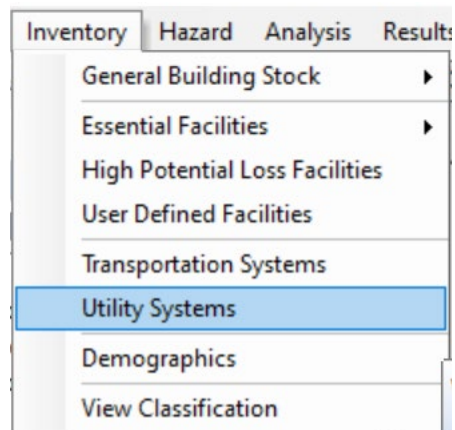 Inventory Hazard Analysis Results
General Building Stock
Essential Facilities
High Potential Loss Facilities
User Defined Facilities
Transportation Systems
Utility Systems
Demographics
View Classification